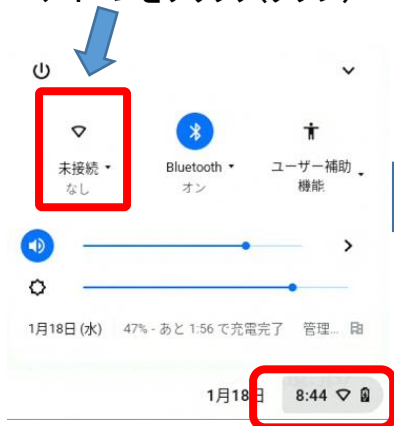 未接続
なし
Bluetooth
オン
ユーザー補助
機能
1月18日 (水) 47% - あと 1:56 で充電完了 管理...
1月18日 8:44